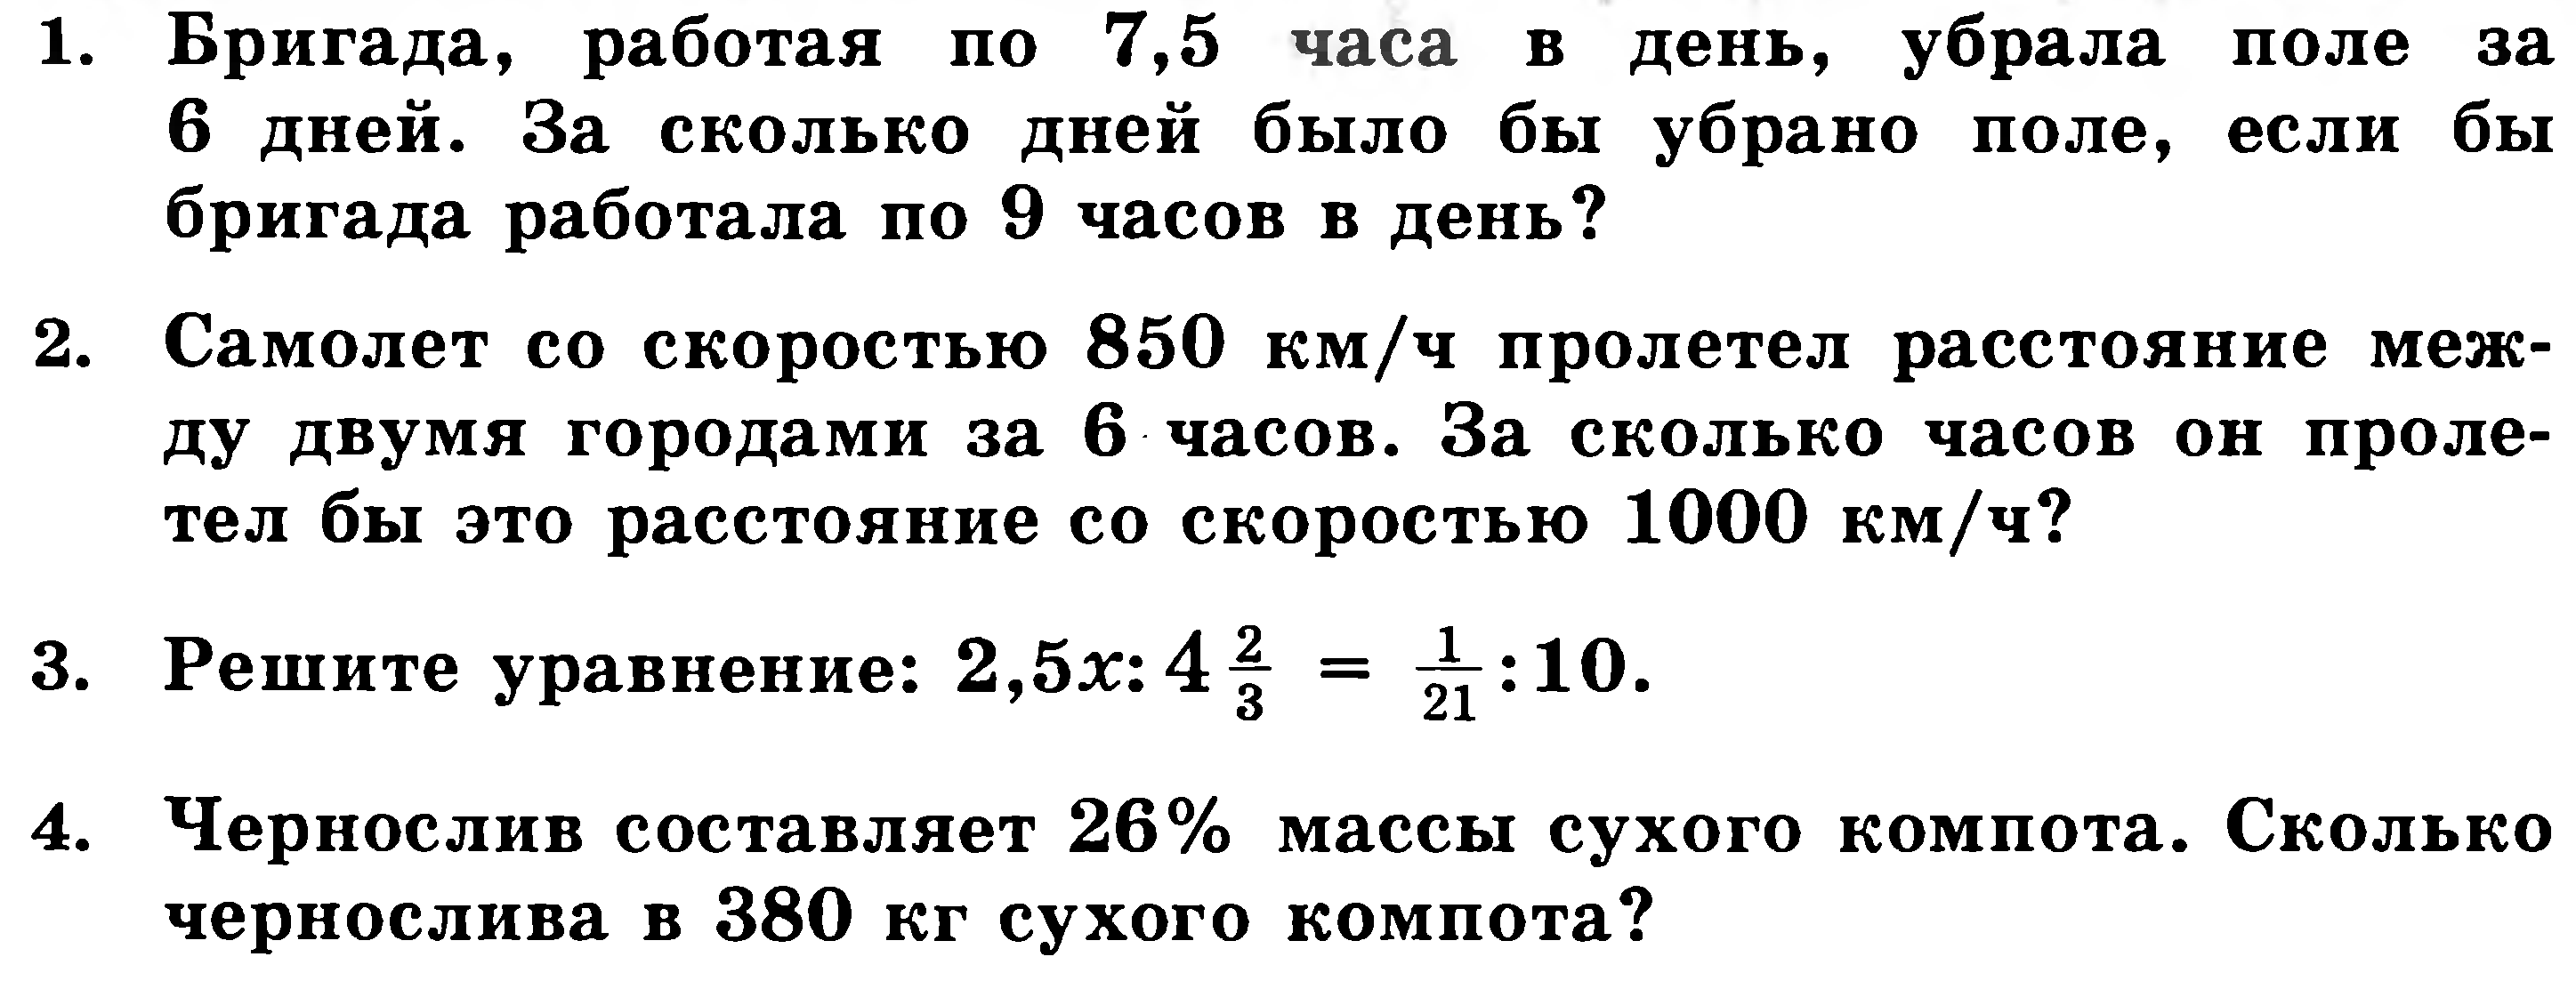 1. Бригада, работая по 7,5 часа в день, убрала поле за
6 дней. За сколько дней было бы убрано поле, если бы
бригада работала по 9 часов в день?
2. Самолет со скоростью 850 км/ч пролетел расстояние меж-
ду двумя городами за 6 часов. За сколько часов он проле-
тел бы это расстояние со скоростью 1000 км/ч?
3. Решите уравнение: 2,5x : 4 2/3 = 1/21 : 10.
4. Чернослив составляет 26% массы сухого компота. Сколько
чернослива в 380 кг сухого компота?